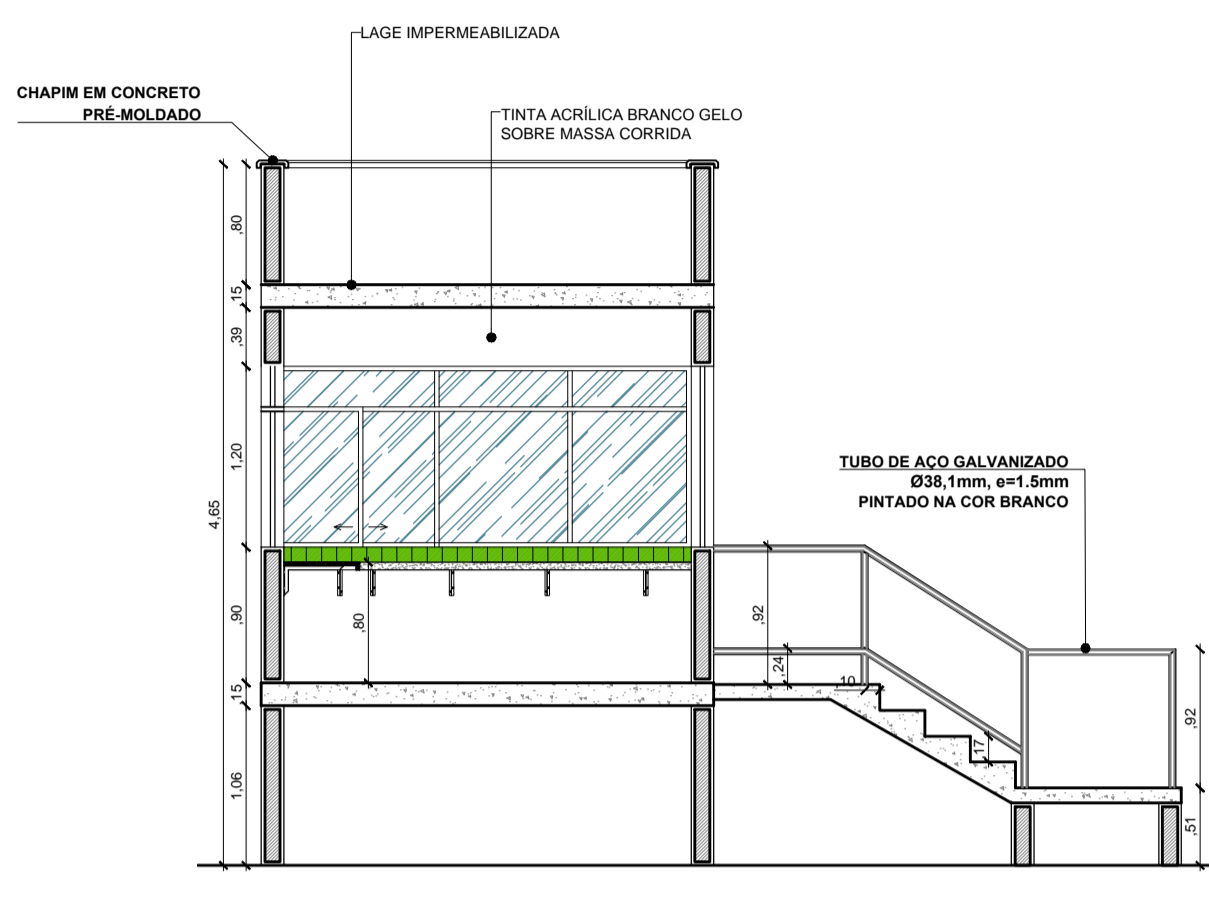 LAGE IMPERMEABILIZADA
CHAPIM EM CONCRETO
PRÉ-MOLDADO
TINTA ACRÍLICA BRANCO GELO
SOBRE MASSA CORRIDA
,80
15
,39
1,20
4,65
,90
15
1,06
,80
TUBO DE AÇO GALVANIZADO
Ø38,1mm, e=1.5mm
PINTADO NA COR BRANCO
,92
,24
10
17
,92
,51